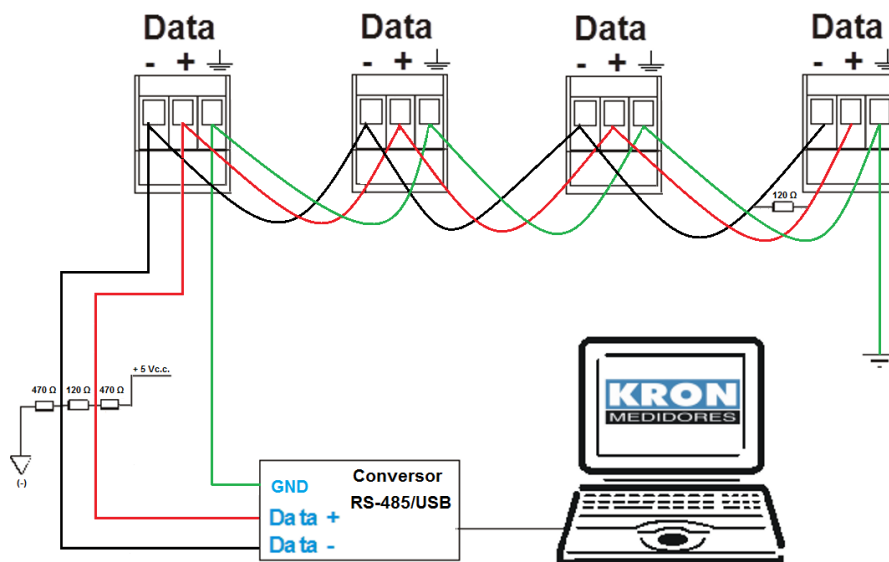 Data Data Data Data
- + - + - + - +
120 Ω
+ 5 Vc.c.
470 Ω 120 Ω 470 Ω
(-)
KRON
MEDIDORES
GND
Data +
Data -
Conversor
RS-485/USB